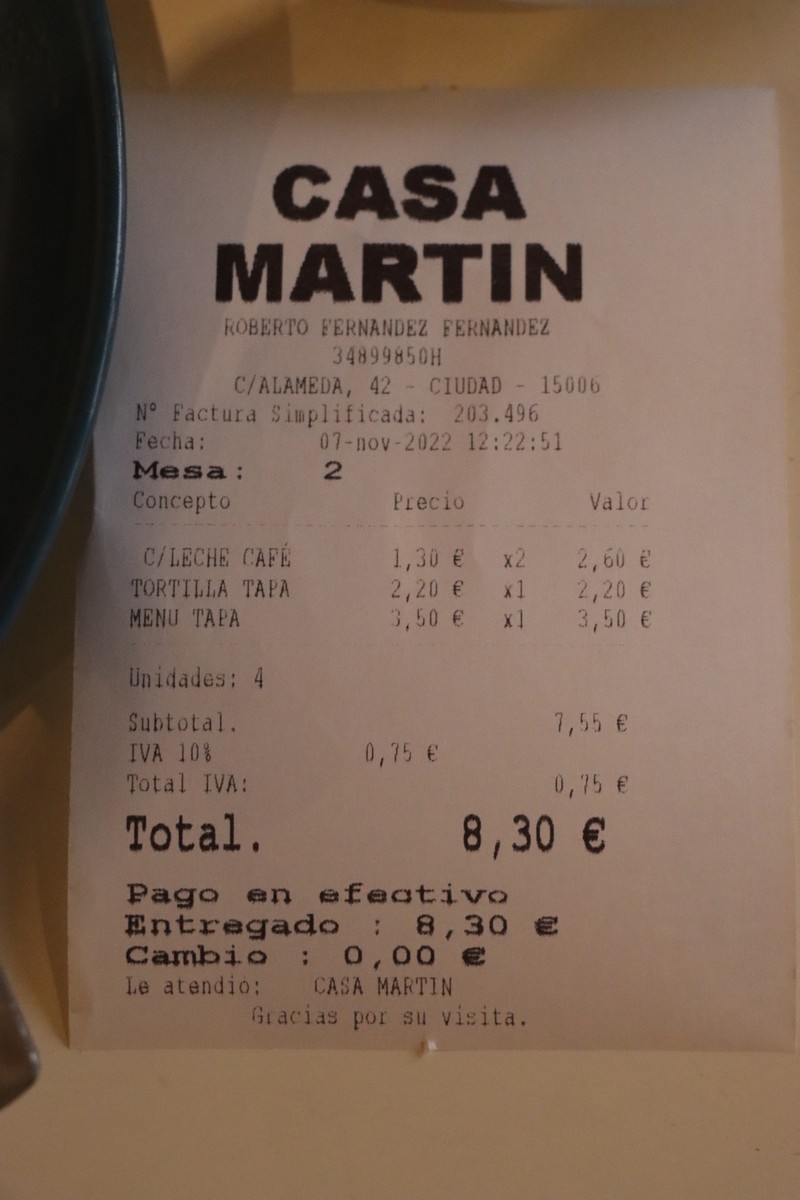 CASA
MARTIN
ROBERTO FERNANDEZ FERNANDEZ
34899850H
C/ALAMEDA, 42 - CIUDAD - 15006
Nº Factura Simplificada: 203.496
Fecha: 07-nov-2022 12:22:51
Mesa: 2
Concepto Precio Valor
C/LECHE CAFÉ 1,30 € x2 2,60 €
TORTILLA TAPA 2,20 € x1 2,20 €
MENU TAPA 3,50 € x1 3,50 €
Unidades: 4
Subtotal. 7,55 €
IVA 10% 0,75 €
Total IVA: 0,75 €
Total. 8,30 €
Pago en efectivo
Entregado : 8,30 €
Cambio : 0,00 €
Le atendio: CASA MARTIN
Gracias por su visita.